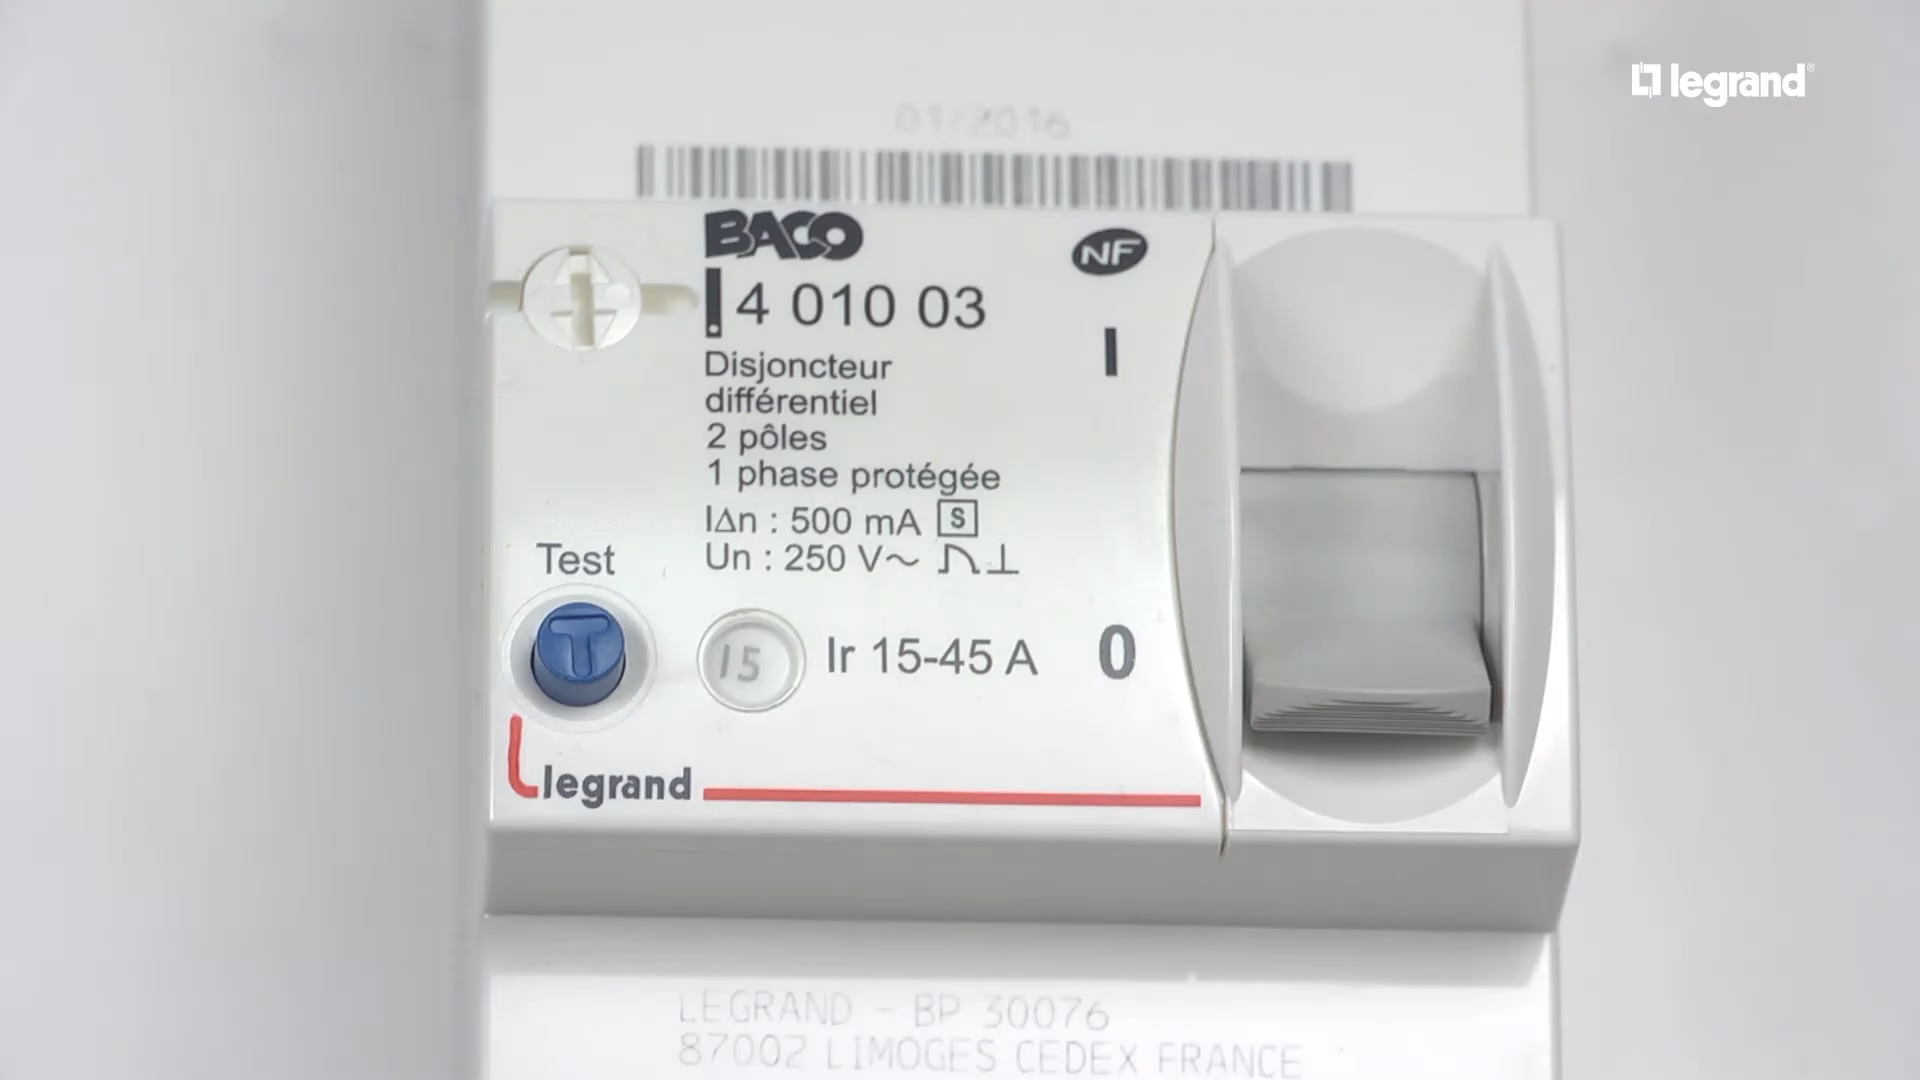 legrand®
01/2016
BACO
NF
4 010 03
I
Disjoncteur
différentiel
2 pôles
1 phase protégée
I∆n : 500 mA S
Un : 250 V~
Test
T
15
Ir 15-45 A
0
legrand
LEGRAND - BP 30076
87002 LIMOGES CEDEX FRANCE